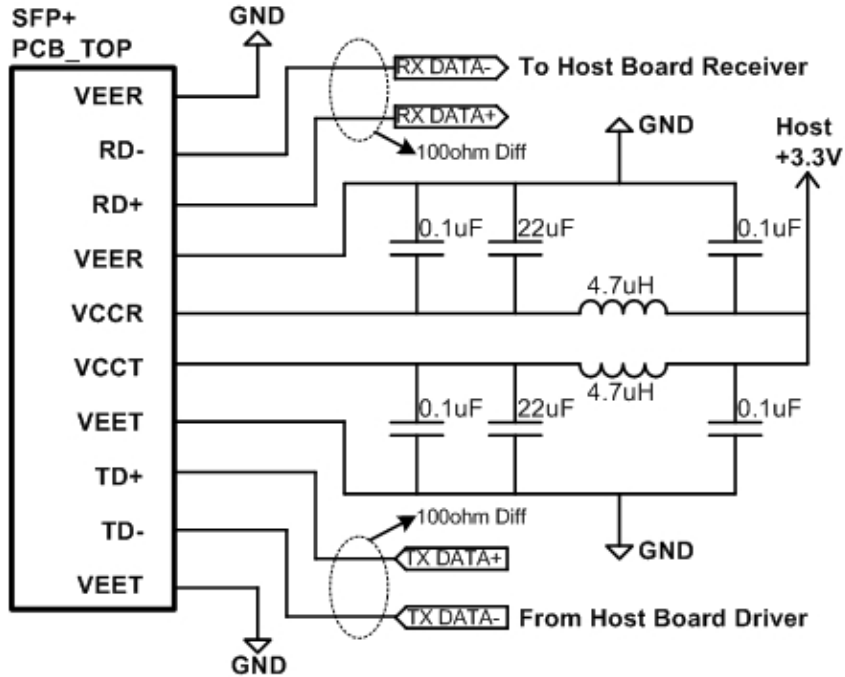 SFP+
PCB_TOP
GND
VEER
RD-
RD+
VEER
VCCR
VCCT
VEET
TD+
TD-
VEET
RX DATA-
To Host Board Receiver
RX DATA+
100ohm Diff
GND
Host
+3.3V
0.1uF
22uF
0.1uF
4.7uH
4.7uH
0.1uF
22uF
0.1uF
100ohm Diff
GND
TX DATA+
TX DATA-
From Host Board Driver
GND